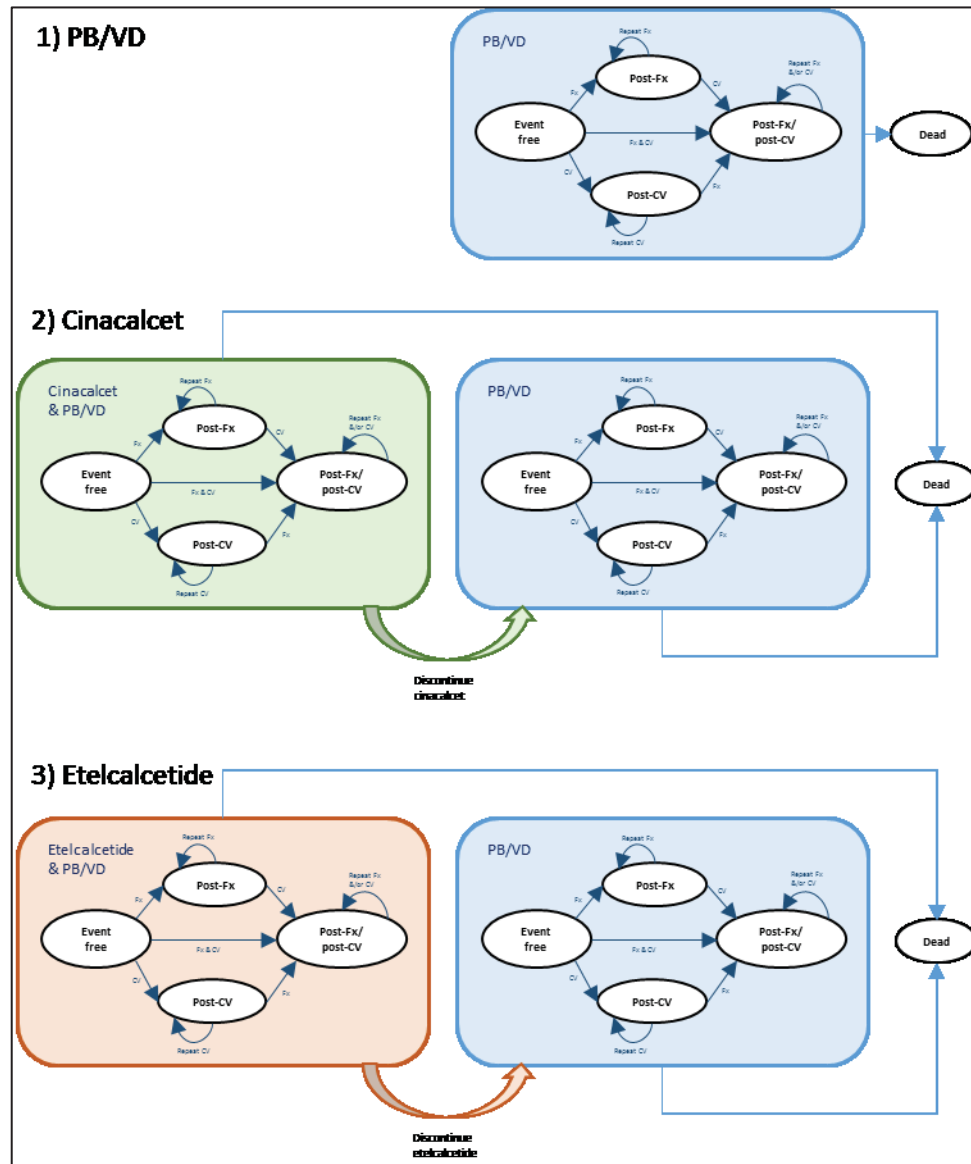 1) PB/VD
PB/VD
Repeat Fx
Post-Fx
Repeat Fx
&/or CV
Fx
CV
Event
free
Fx & CV
Post-Fx/
post-CV
Dead
CV
Fx
Post-CV
Repeat CV
2) Cinacalcet
Cinacalcet
& PB/VD
Repeat Fx
Post-Fx
Repeat Fx
&/or CV
Fx
CV
Event
free
Fx & CV
Post-Fx/
post-CV
CV
Fx
Post-CV
Repeat CV
PB/VD
Repeat Fx
Post-Fx
Repeat Fx
&/or CV
Fx
CV
Event
free
Fx & CV
Post-Fx/
post-CV
CV
Fx
Post-CV
Repeat CV
Dead
Discontinue
cinacalcet
3) Etelcalcetide
Etelcalcetide
& PB/VD
Repeat Fx
Post-Fx
Repeat Fx
&/or CV
Fx
CV
Event
free
Fx & CV
Post-Fx/
post-CV
CV
Fx
Post-CV
Repeat CV
PB/VD
Repeat Fx
Post-Fx
Repeat Fx
&/or CV
Fx
CV
Event
free
Fx & CV
Post-Fx/
post-CV
CV
Fx
Post-CV
Repeat CV
Dead
Discontinue
etelcalcetide